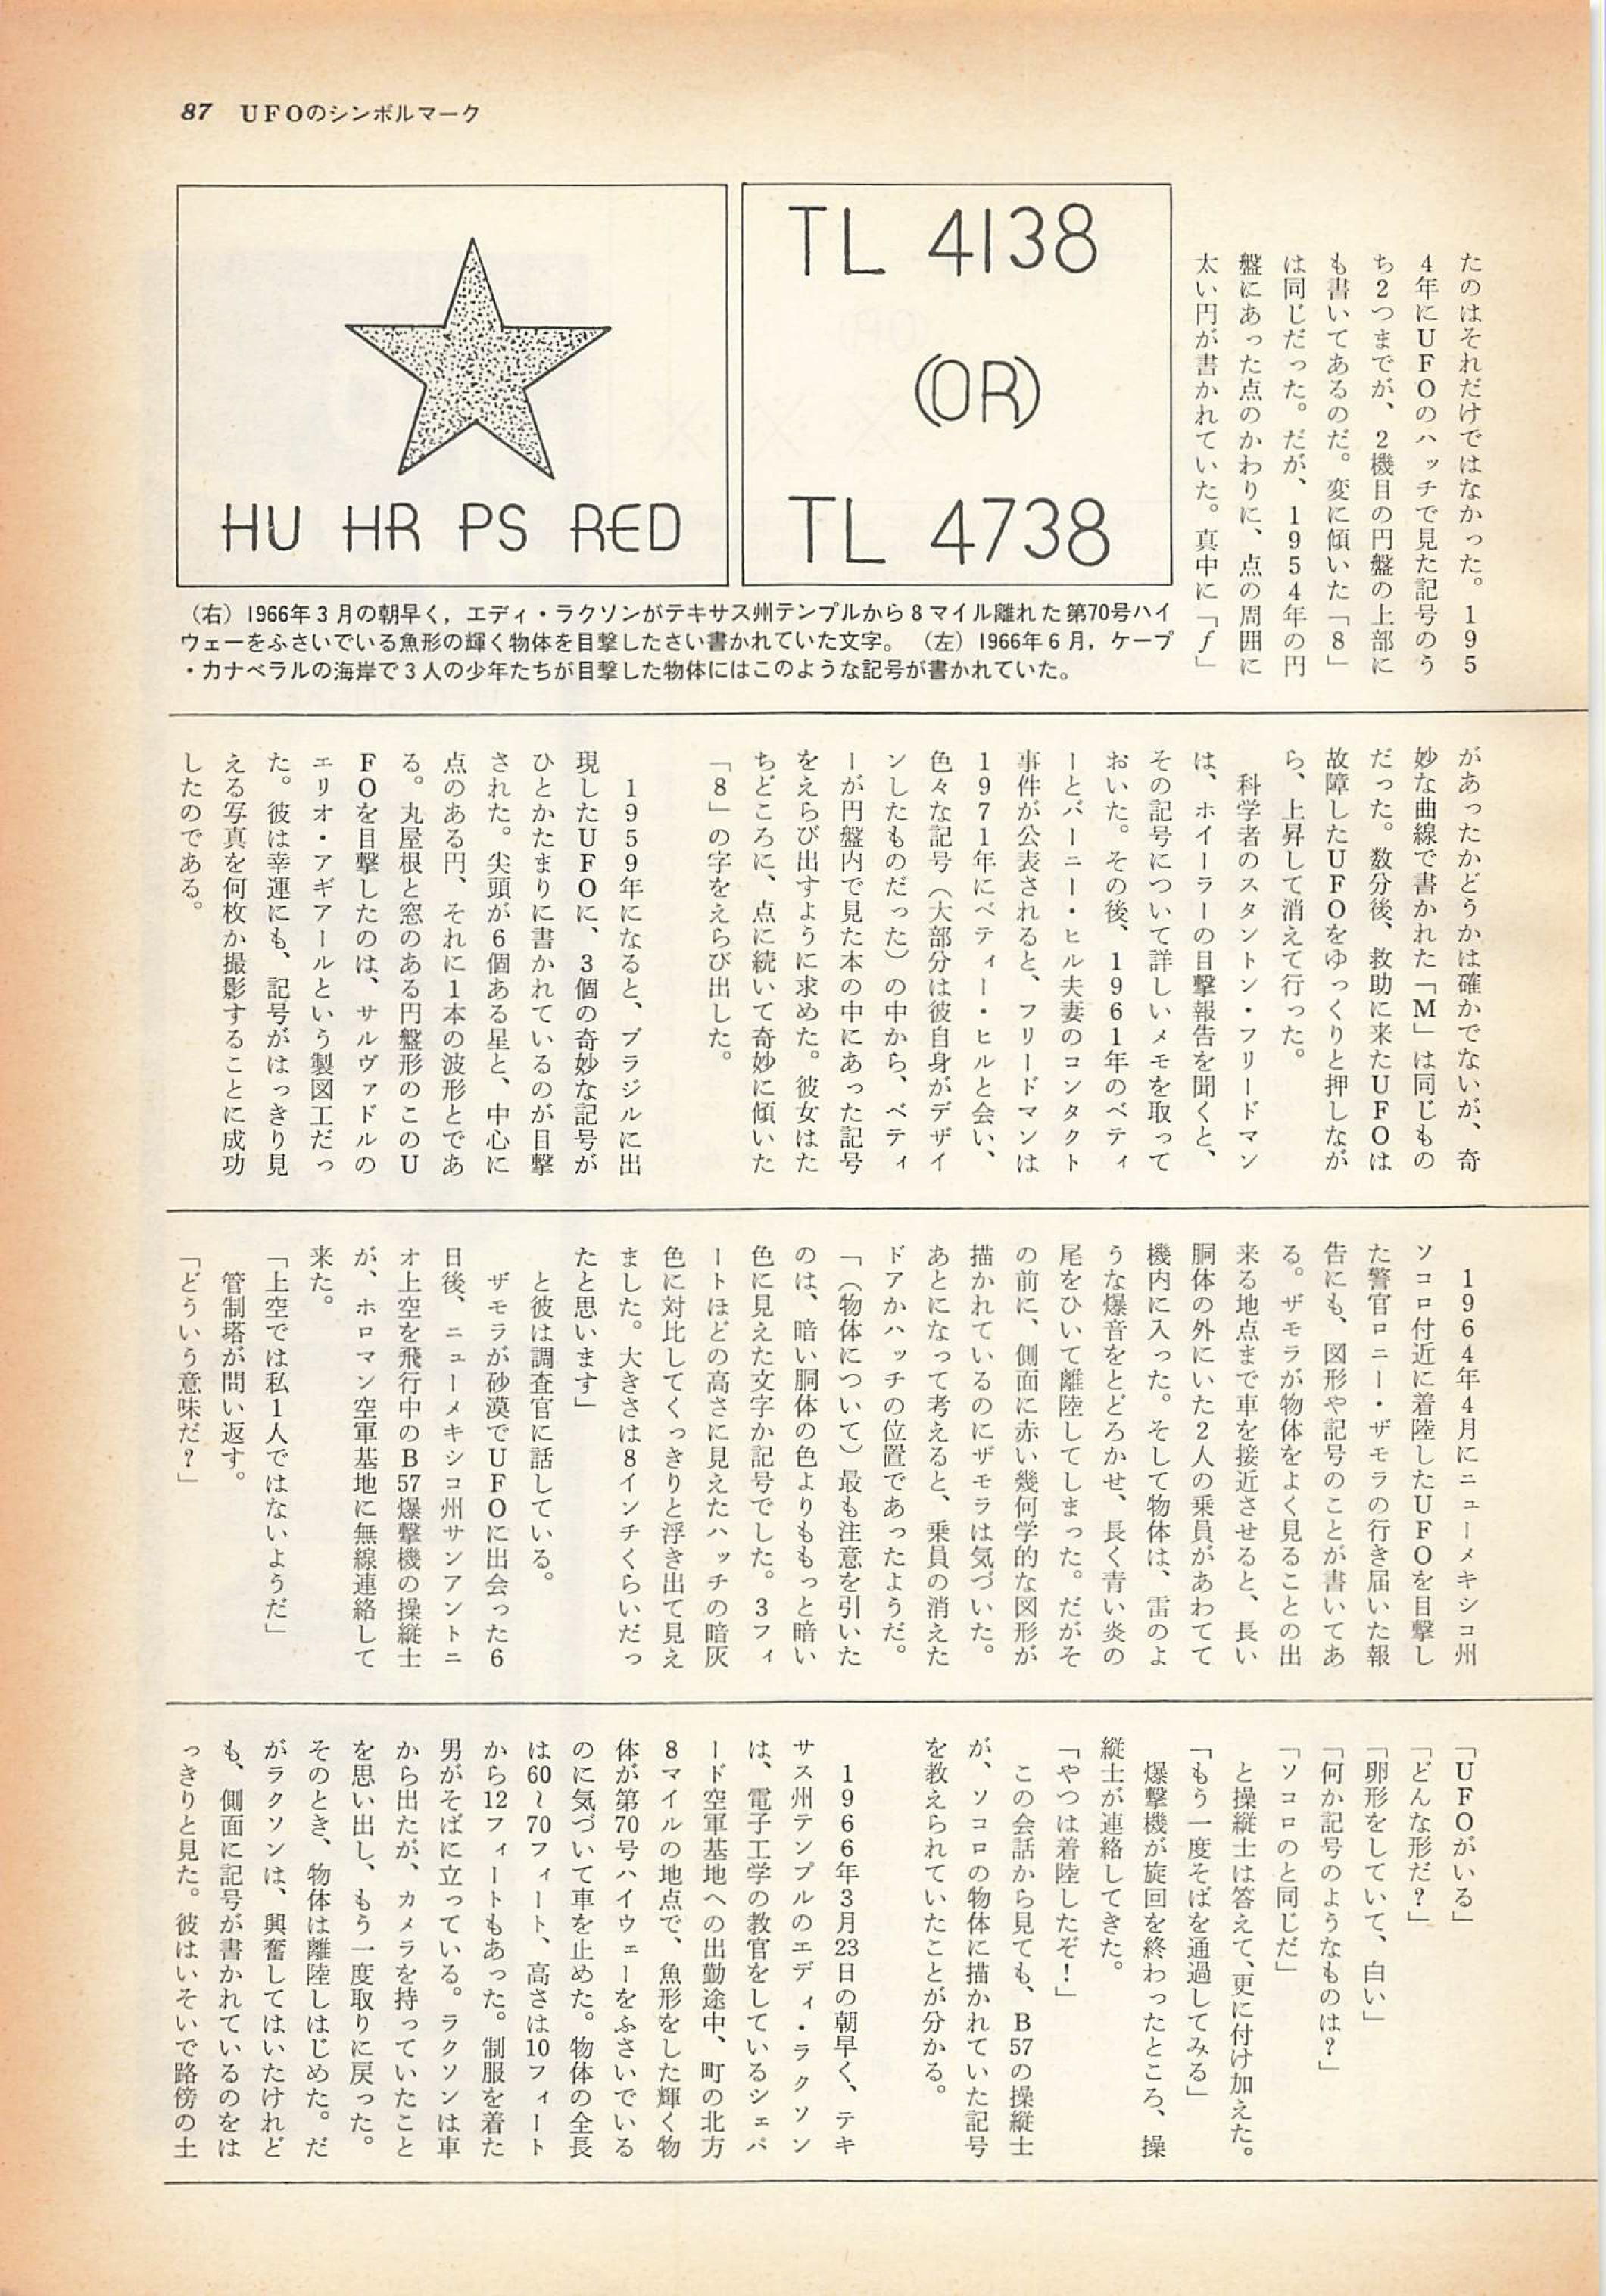 87 UFOのシンボルマーク
TL 4138
(OR)
TL 4738
HU HR PS RED
(右)1966年3月の朝早く，エディ・ラクソンがテキサス州テンプルから8マイル離れた第70号ハイ
ウェーをふさいでいる魚形の輝く物体を目撃したさい書かれていた文字。(左)1966年6月，ケープ
・カナベラルの海岸で3人の少年たちが目撃した物体にはこのような記号が書かれていた。
たのはそれだけではなかった。195
4年にUFOのハッチで見た記号のう
ち2つまでが、2機目の円盤の上部に
も書いてあるのだ。変に傾いた「8」
は同じだった。だが、1954年の円
盤にあった点のかわりに、点の周囲に
太い円が書かれていた。真中に「f」
があったかどうかは確かでないが、奇
妙な曲線で書かれた「M」は同じもの
だった。数分後、救助に来たUFOは
故障したUFOをゆっくりと押しなが
ら、上昇して消えて行った。
科学者のスタントン・フリードマン
は、ホイーラーの目撃報告を聞くと、
その記号について詳しいメモを取って
おいた。その後、1961年のベティ
ーとバーニー・ヒル夫妻のコンタクト
事件が公表されると、フリードマンは
1971年にベティー・ヒルと会い、
色々な記号(大部分は彼自身がデザイ
ンしたものだった)の中から、ベティ
ーが円盤内で見た本の中にあった記号
をえらび出すように求めた。彼女はた
ちどころに、点に続いて奇妙に傾いた
「8」の字をえらび出した。
1959年になると、ブラジルに出
現したUFOに、3個の奇妙な記号が
ひとかたまりに書かれているのが目撃
された。尖頭が6個ある星と、中心に
点のある円、それに1本の波形とであ
る。丸屋根と窓のある円盤形のこのU
FOを目撃したのは、サルヴァドルの
エリオ・アギアールという製図工だっ
た。彼は幸運にも、記号がはっきり見
える写真を何枚か撮影することに成功
したのである。
1964年4月にニューメキシコ州
ソコロ付近に着陸したUFOを目撃し
た警官ロニー・ザモラの行き届いた報
告にも、図形や記号のことが書いてあ
る。ザモラが物体をよく見ることの出
来る地点まで車を接近させると、長い
胴体の外にいた2人の乗員があわてて
機内に入った。そして物体は、雷のよ
うな爆音をとどろかせ、長く青い炎の
尾をひいて離陸してしまった。だがそ
の前に、側面に赤い幾何学的な図形が
描かれているのにザモラは気づいた。
あとになって考えると、乗員の消えた
ドアかハッチの位置であったようだ。
「(物体について)最も注意を引いた
のは、暗い胴体の色よりももっと暗い
色に見えた文字か記号でした。3フィ
ートほどの高さに見えたハッチの暗灰
色に対比してくっきりと浮き出て見え
ました。大きさは8インチくらいだっ
たと思います」
と彼は調査官に話している。
ザモラが砂漠でUFOに出会った6
日後、ニューメキシコ州サンアントニ
オ上空を飛行中のB57爆撃機の操縦士
が、ホロマン空軍基地に無線連絡して
来た。
「上空では私1人ではないようだ」
管制塔が問い返す。
「どういう意味だ？」
「UFOがいる」
「どんな形だ？」
「卵形をしていて、白い」
「何か記号のようなものは？」
「ソコロのと同じだ」
と操縦士は答えて、更に付け加えた。
「もう一度そばを通過してみる」
爆撃機が旋回を終わったところ、操
縦士が連絡してきた。
「やつは着陸したぞ！」
この会話から見ても、B57の操縦士
が、ソコロの物体に描かれていた記号
を教えられていたことが分かる。
1966年3月23日の朝早く、テキ
サス州テンプルのエディ・ラクソン
は、電子工学の教官をしているシェパ
ード空軍基地への出勤途中、町の北方
8マイルの地点で、魚形をした輝く物
体が第70号ハイウェーをふさいでいる
のに気づいて車を止めた。物体の全長
は60〜70フィート、高さは10フィート
から12フィートもあった。制服を着た
男がそばに立っている。ラクソンは車
から出たが、カメラを持っていたこと
を思い出し、もう一度取りに戻った。
そのとき、物体は離陸しはじめた。だ
がラクソンは、興奮してはいたけれど
も、側面に記号が書かれているのをは
っきりと見た。彼はいそいで路傍の土